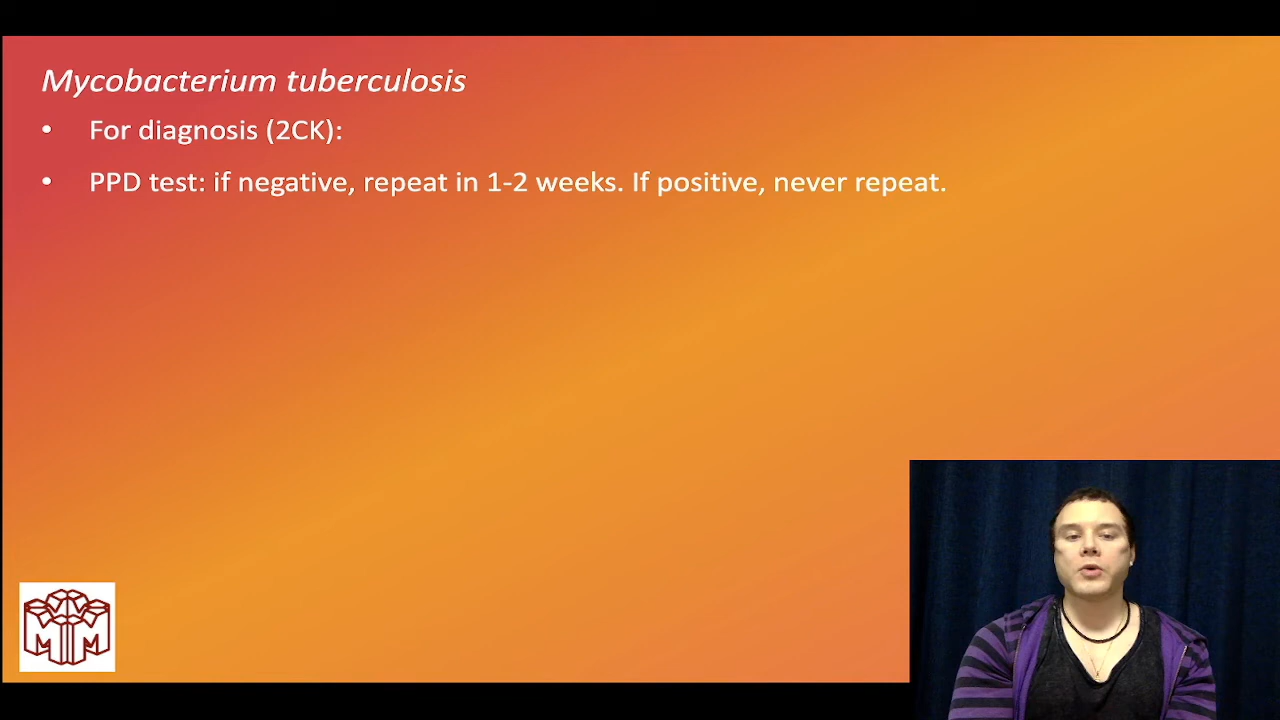 Mycobacterium tuberculosis
• For diagnosis (2CK):
• PPD test: if negative, repeat in 1-2 weeks. If positive, never repeat.
M M